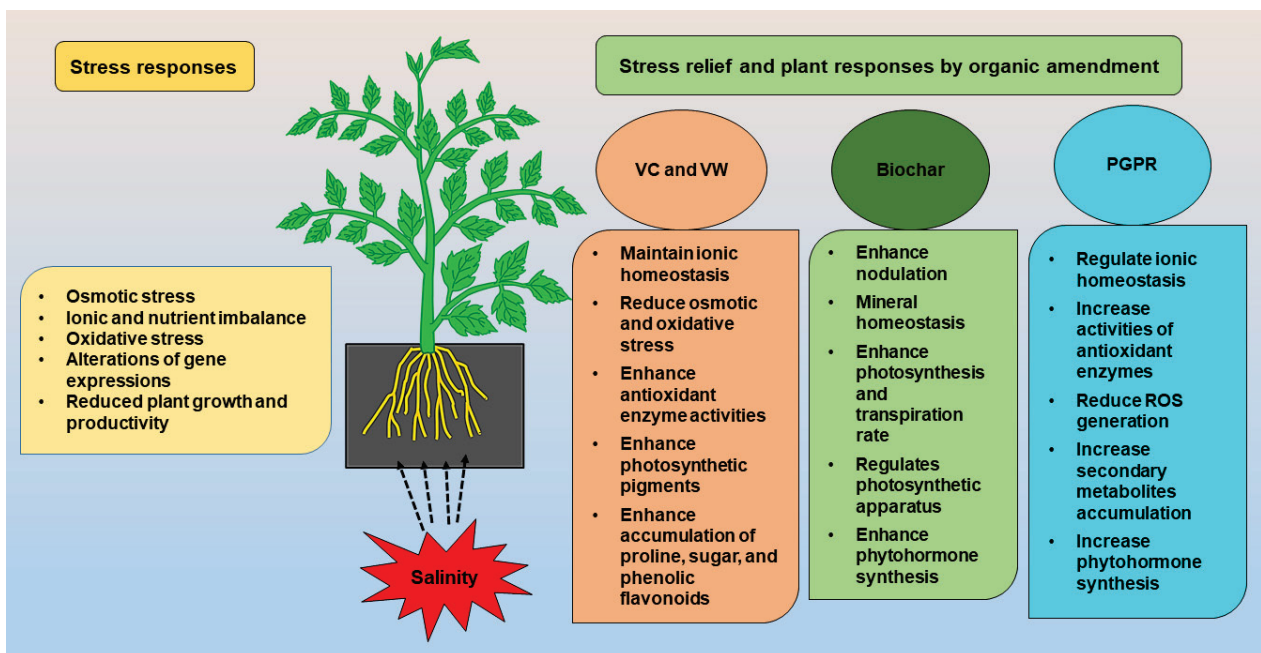 Stress responses
• Osmotic stress
• Ionic and nutrient imbalance
• Oxidative stress
• Alterations of gene
expressions
• Reduced plant growth and
productivity
Salinity
Stress relief and plant responses by organic amendment
VC and VW
• Maintain ionic
homeostasis
• Reduce osmotic
and oxidative
stress
• Enhance
antioxidant
enzyme activities
• Enhance
photosynthetic
pigments
• Enhance
accumulation of
proline, sugar, and
phenolic
flavonoids
Biochar
• Enhance
nodulation
• Mineral
homeostasis
• Enhance
photosynthesis
and
transpiration
rate
• Regulates
photosynthetic
apparatus
• Enhance
phytohormone
synthesis
PGPR
• Regulate ionic
homeostasis
• Increase
activities of
antioxidant
enzymes
• Reduce ROS
generation
• Increase
secondary
metabolites
accumulation
• Increase
phytohormone
synthesis